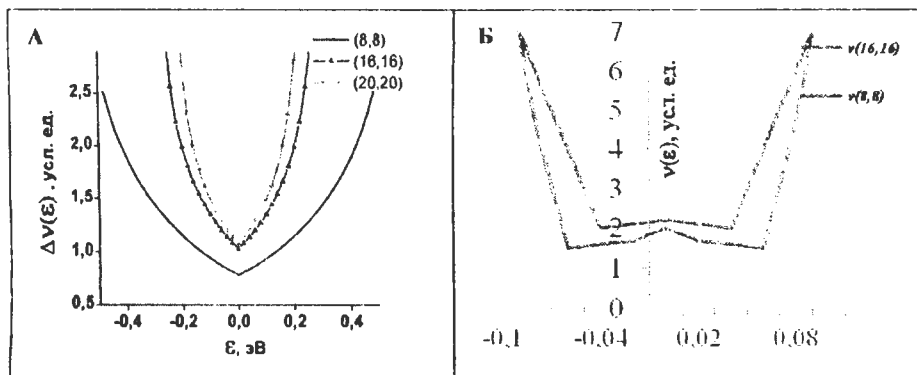 А
(8,8)
(16,16)
(20,20)
2,5
2,0
1,5
1,0
0,5
Δν(ε) . усл. ед.
-0,4 -0,2 0,0 0,2 0,4
ε, эВ
Б
7
6
5
4
3
2
1
0
ν(ε), усл. ед.
ν(16,16)
ν(8,8)
-0,1 -0,04 0,02 0,08